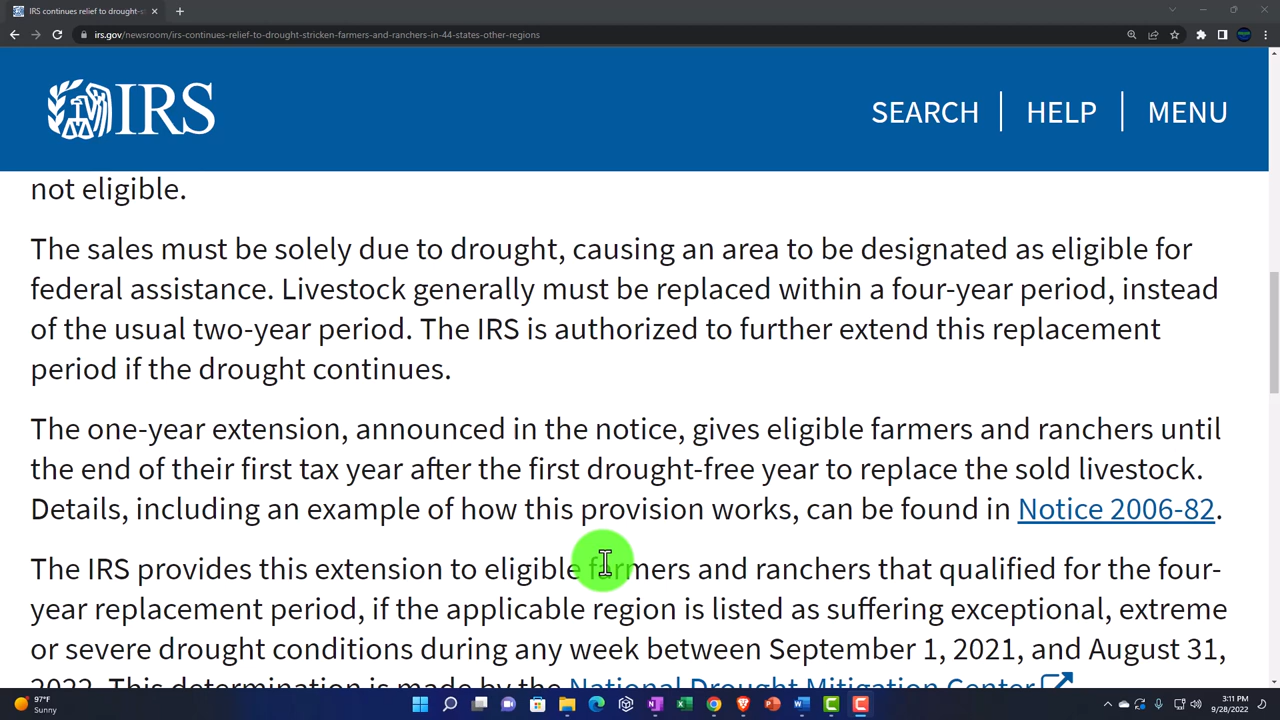 IRS continues relief to drought-s
irs.gov/newsroom/irs-continues-relief-to-drought-stricken-farmers-and-ranchers-in-44-states-other-regions
IRS
SEARCH
HELP
MENU
not eligible.
The sales must be solely due to drought, causing an area to be designated as eligible for
federal assistance. Livestock generally must be replaced within a four-year period, instead
of the usual two-year period. The IRS is authorized to further extend this replacement
period if the drought continues.
The one-year extension, announced in the notice, gives eligible farmers and ranchers until
the end of their first tax year after the first drought-free year to replace the sold livestock.
Details, including an example of how this provision works, can be found in Notice 2006-82.
The IRS provides this extension to eligible farmers and ranchers that qualified for the four-
year replacement period, if the applicable region is listed as suffering exceptional, extreme
or severe drought conditions during any week between September 1, 2021, and August 31,
2022. This determination is made by the National Drought Mitigation Center
97°F
Sunny
3:11 PM
9/28/2022